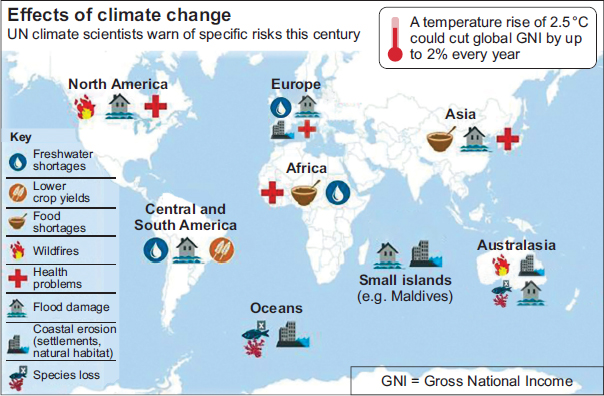 Effects of climate change
UN climate scientists warn of specific risks this century
A temperature rise of 2.5 °C
could cut global GNI by up
to 2% every year
North America
Europe
Asia
Key
Freshwater
shortages
Lower
crop yields
Food
shortages
Wildfires
Health
problems
Flood damage
Coastal erosion
(settlements,
natural habitat)
Species loss
Africa
Central and
South America
Australasia
Small islands
(e.g. Maldives)
Oceans
GNI = Gross National Income